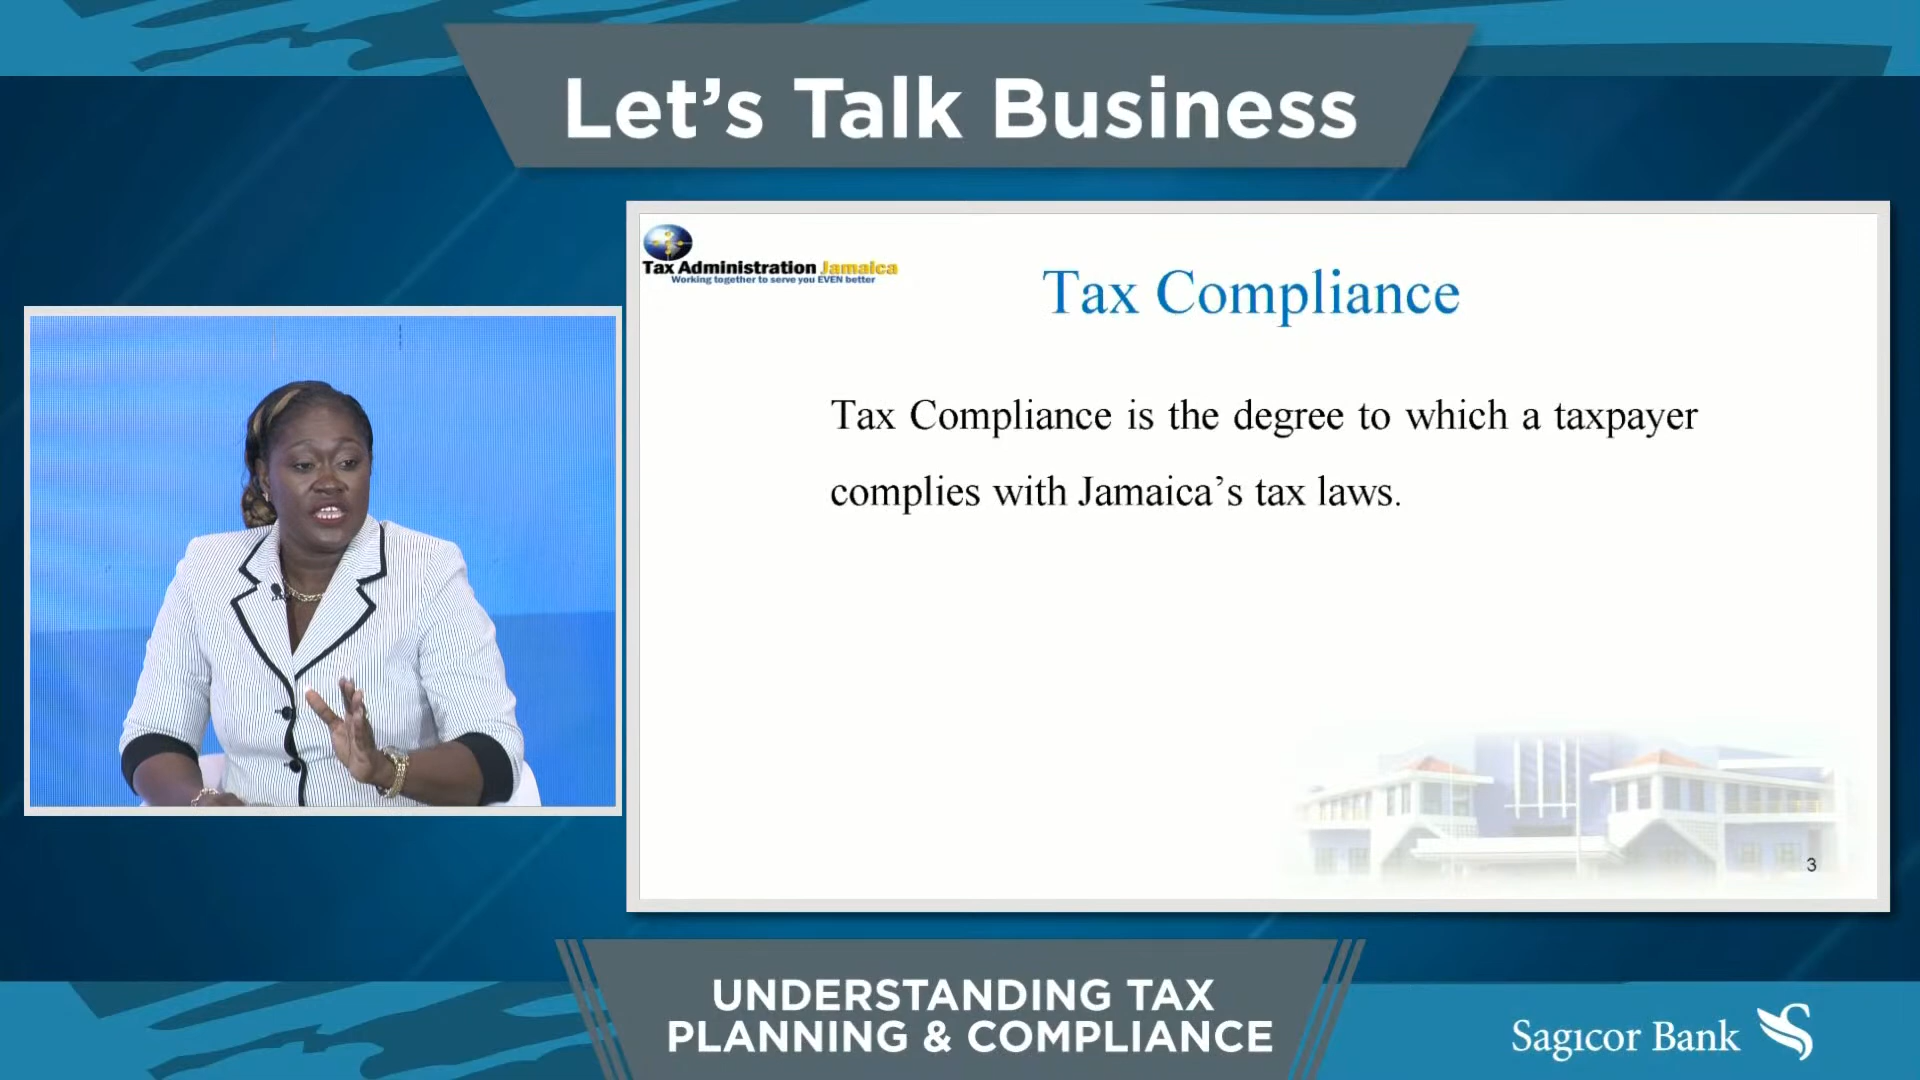 Let's Talk Business
Tax Administration Jamaica
Working together to serve you EVEN better
Tax Compliance
Tax Compliance is the degree to which a taxpayer
complies with Jamaica's tax laws.
3
UNDERSTANDING TAX
PLANNING & COMPLIANCE
Sagicor Bank